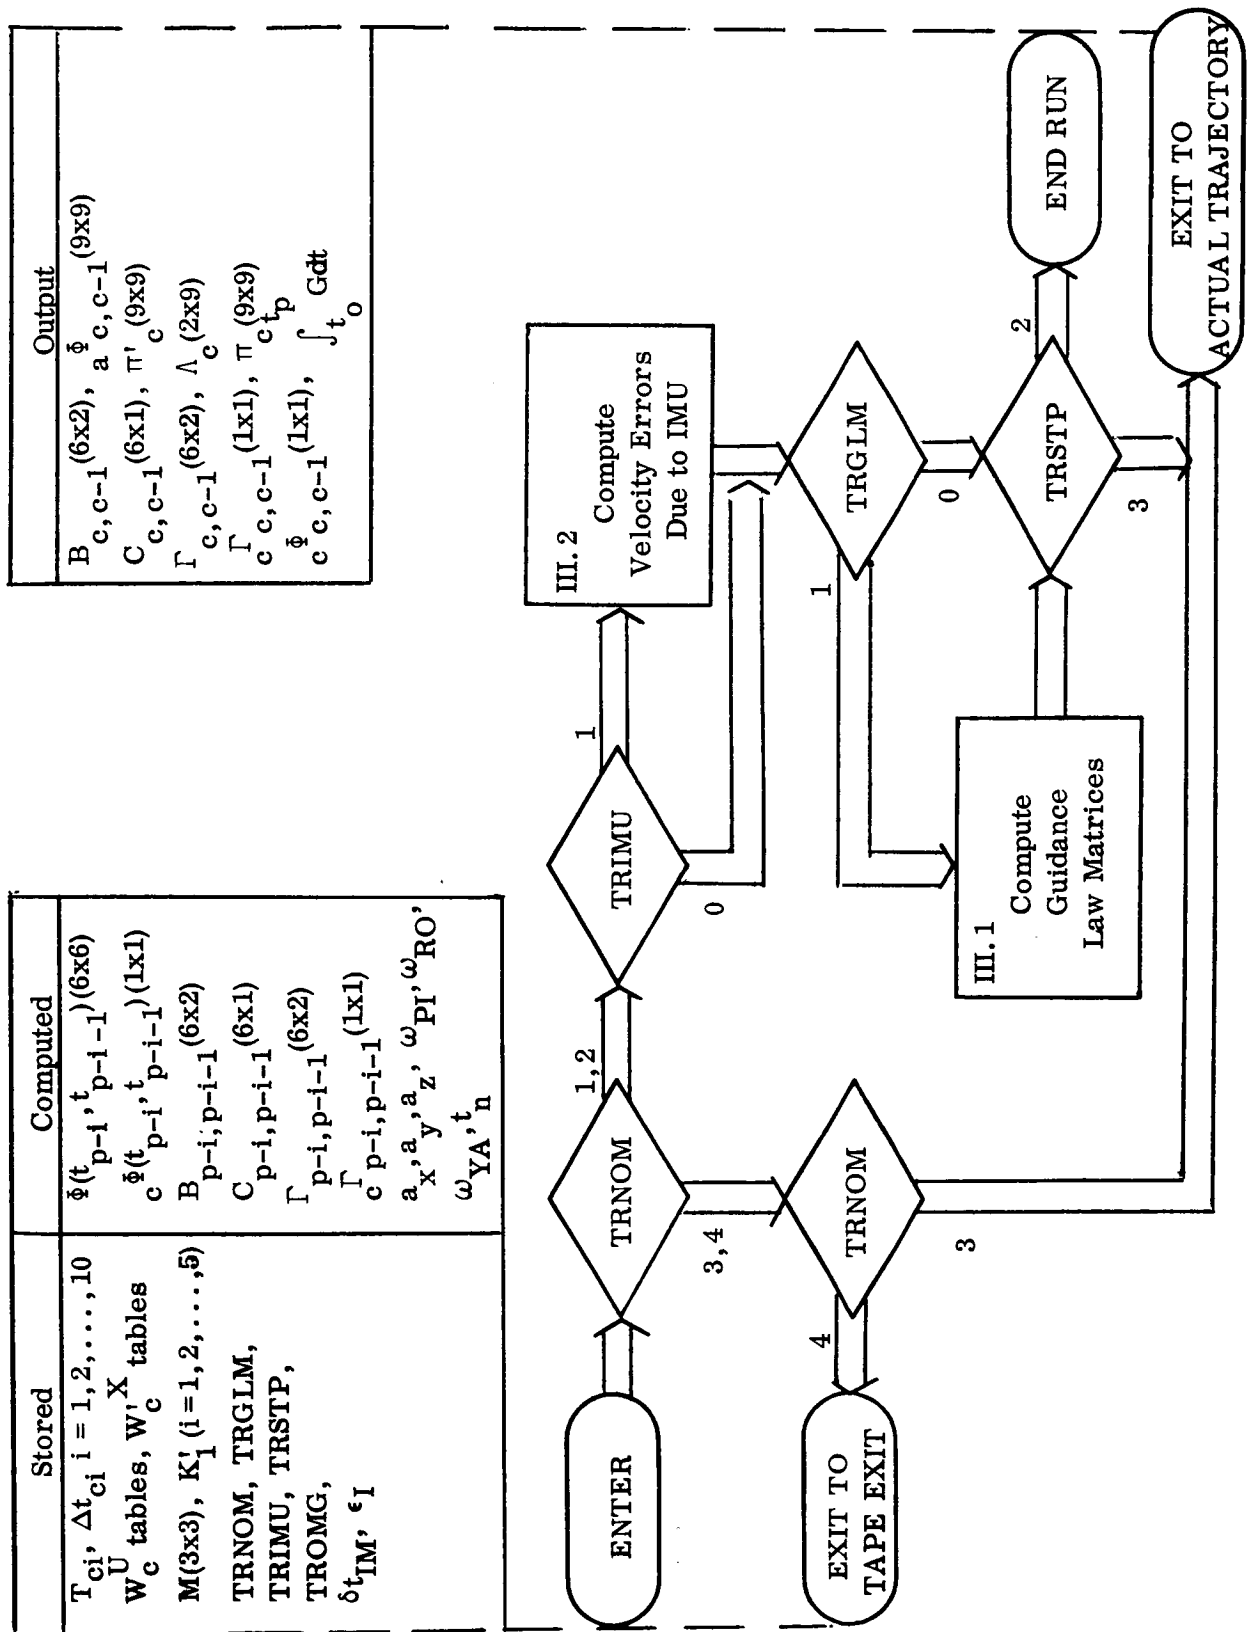 Stored
T_ci, Δt_ci i = 1,2,...,10
W_c^U tables, W'_c^X tables
M(3x3), K'_i (i=1,2,...,5)
TRNOM, TRGLM,
TRIMU, TRSTP,
TROMG,
δt_IM, ϵ_I
Computed
Φ(t_p-i, t_p-i-1)(6x6)
cΦ(t_p-i, t_p-i-1)(1x1)
B_p-i,p-i-1(6x2)
C_p-i,p-i-1(6x1)
Γ_p-i,p-i-1(6x2)
cΓ_p-i,p-i-1(1x1)
a_x, a_y, a_z, ω_PI, ω_RO,
ω_YA, t_n
Output
B_c,c-1(6x2), aΦ_c,c-1(9x9)
C_c,c-1(6x1), π'_c(9x9)
Γ_c,c-1(6x2), Λ_c(2x9)
cΓ_c,c-1(1x1), π_c(9x9)
cΦ_c,c-1(1x1), ∫_t_o^t_p Gdt
ENTER
TRNOM
1,2
3,4
TRIMU
1
0
III.2
Compute
Velocity Errors
Due to IMU
EXIT TO
TAPE EXIT
4
TRNOM
3
III.1
Compute
Guidance
Law Matrices
1
TRGLM
0
TRSTP
2
3
END RUN
EXIT TO
ACTUAL TRAJECTORY